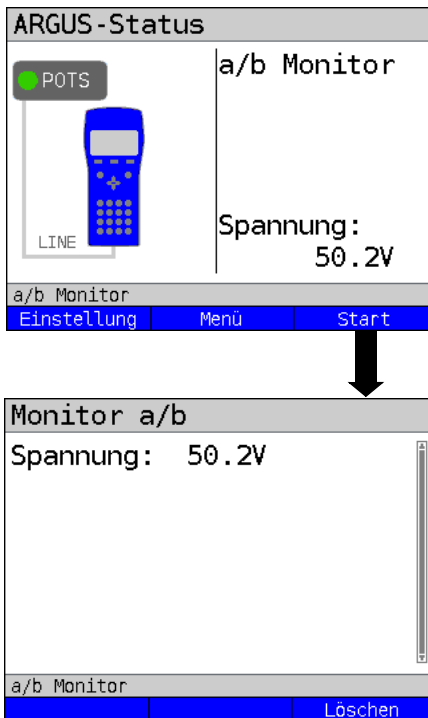 ARGUS-Status
POTS
LINE
a/b Monitor
Spannung:
50.2V
a/b Monitor
Einstellung Menü Start
Monitor a/b
Spannung: 50.2V
a/b Monitor
Löschen